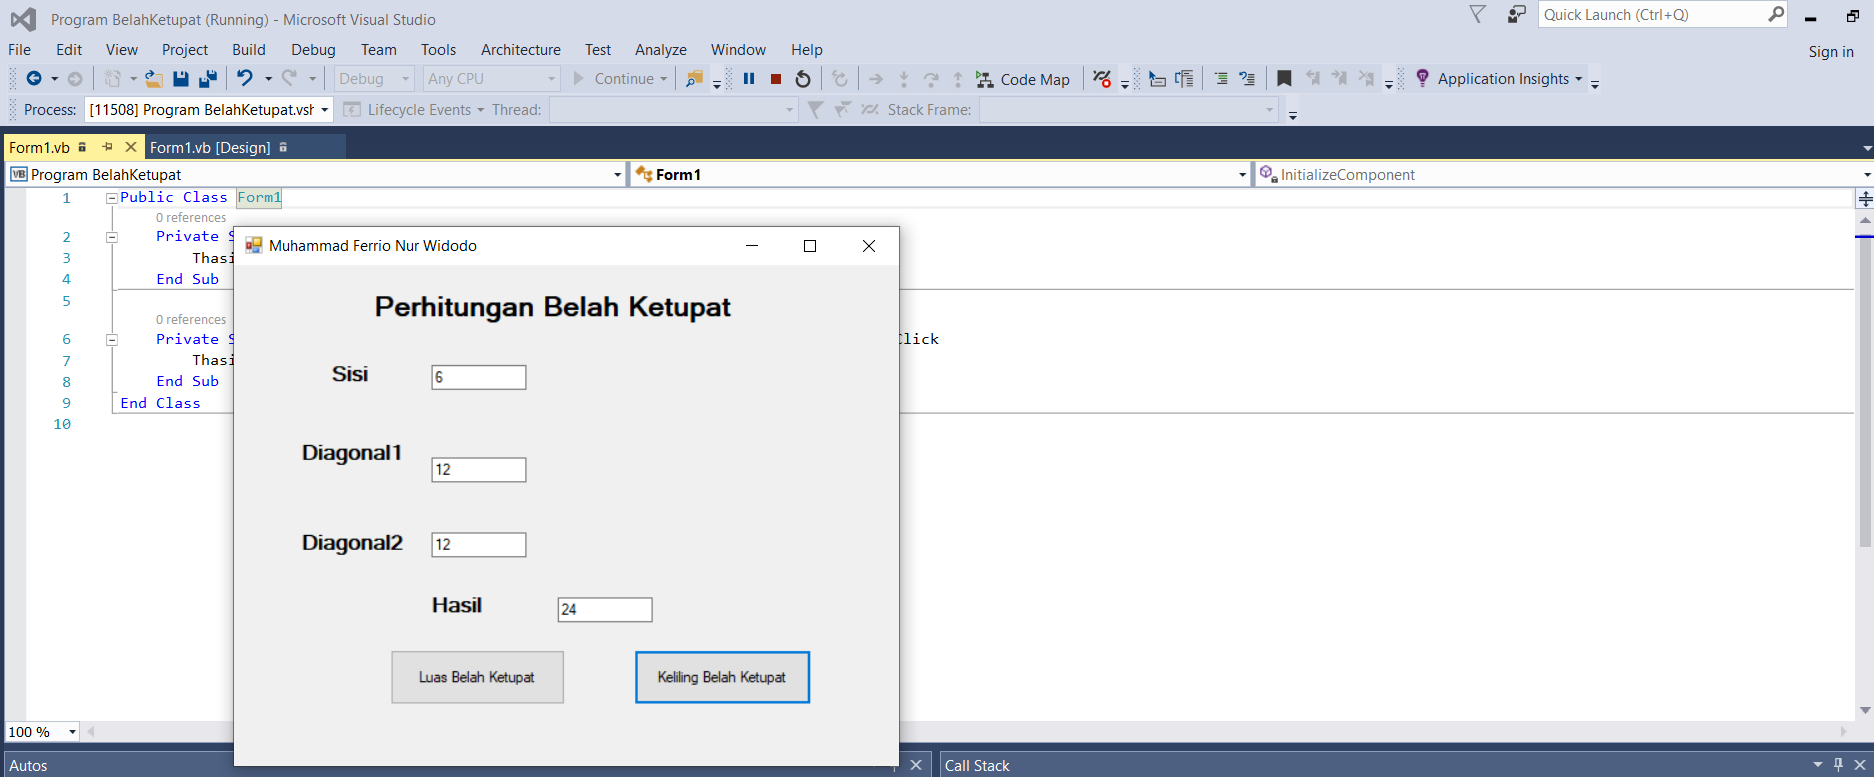 Program BelahKetupat (Running) - Microsoft Visual Studio
Quick Launch (Ctrl+Q)
File Edit View Project Build Debug Team Tools Architecture Test Analyze Window Help
Sign in
Debug Any CPU Continue Code Map Application Insights
Process: [11508] Program BelahKetupat.vsh Lifecycle Events Thread: Stack Frame:
Form1.vb Form1.vb [Design]
VB Program BelahKetupat Form1 InitializeComponent
1 Public Class Form1
0 references
2 Private S
3 Thasi
4 End Sub
5
0 references
6 Private S Click
7 Thasi
8 End Sub
9 End Class
10
Muhammad Ferrio Nur Widodo
Perhitungan Belah Ketupat
Sisi 6
Diagonal1 12
Diagonal2 12
Hasil 24
Luas Belah Ketupat Keliling Belah Ketupat
100 %
Autos Call Stack